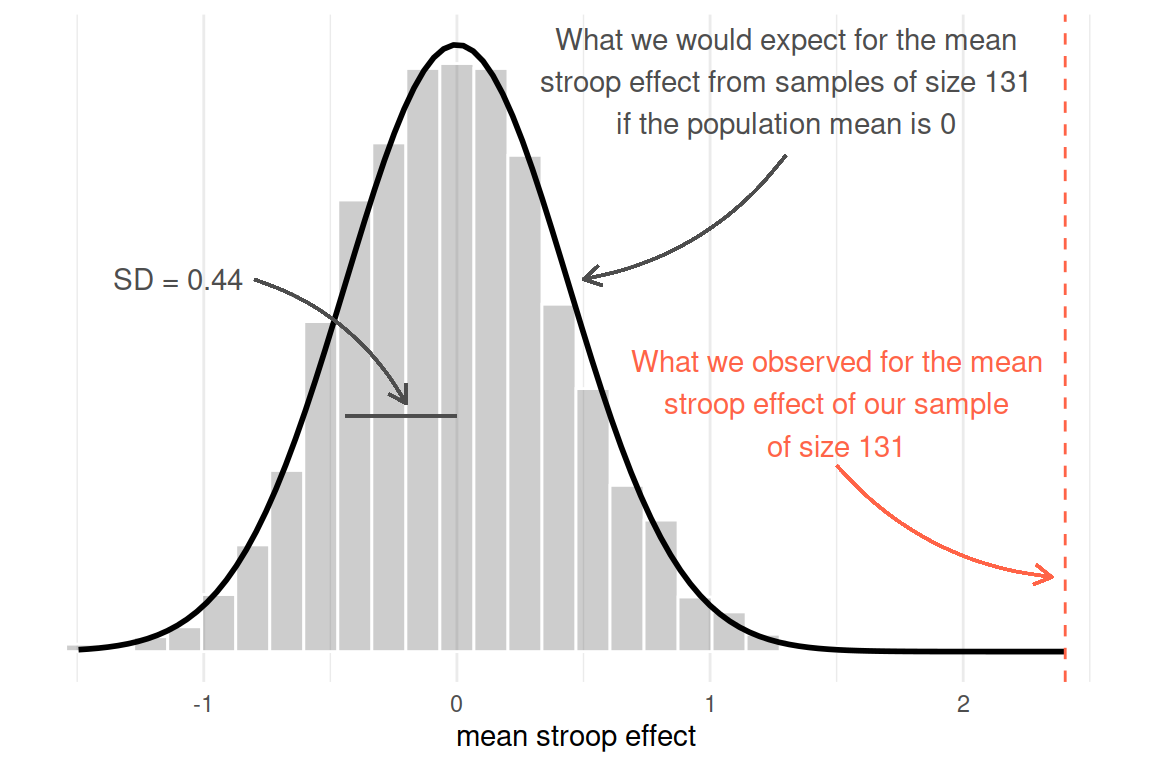 What we would expect for the mean
stroop effect from samples of size 131
if the population mean is 0
SD = 0.44
What we observed for the mean
stroop effect of our sample
of size 131
-1
0
1
2
mean stroop effect